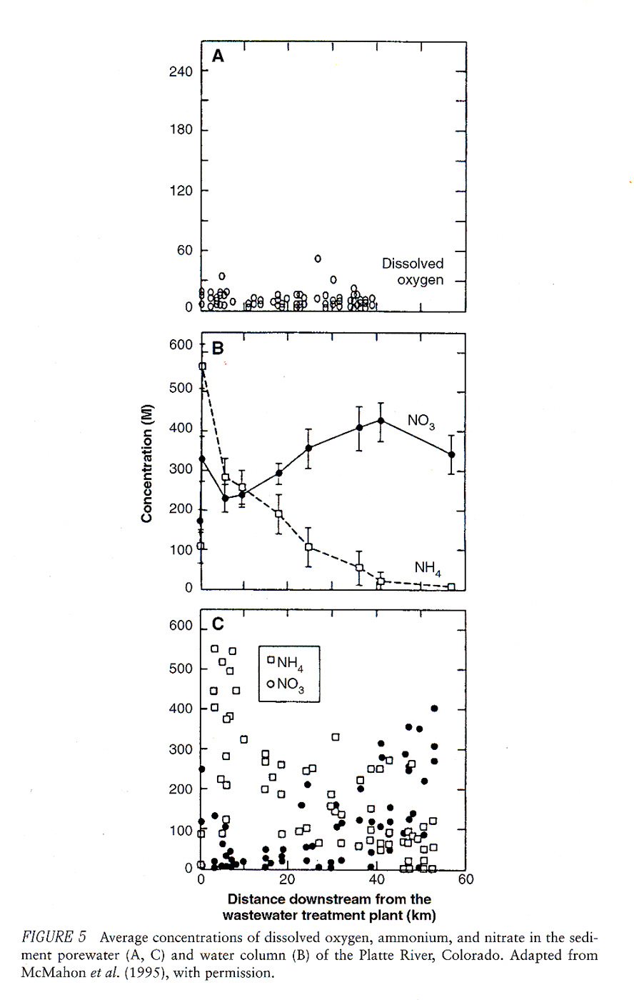 A
240
180
120
60
0
Dissolved
oxygen
B
600
500
400
300
200
100
0
NO3
NH4
Concentration (M)
C
600
500
400
300
200
100
0
NH4
NO3
0 20 40 60
Distance downstream from the
wastewater treatment plant (km)
FIGURE 5 Average concentrations of dissolved oxygen, ammonium, and nitrate in the sedi-
ment porewater (A, C) and water column (B) of the Platte River, Colorado. Adapted from
McMahon et al. (1995), with permission.